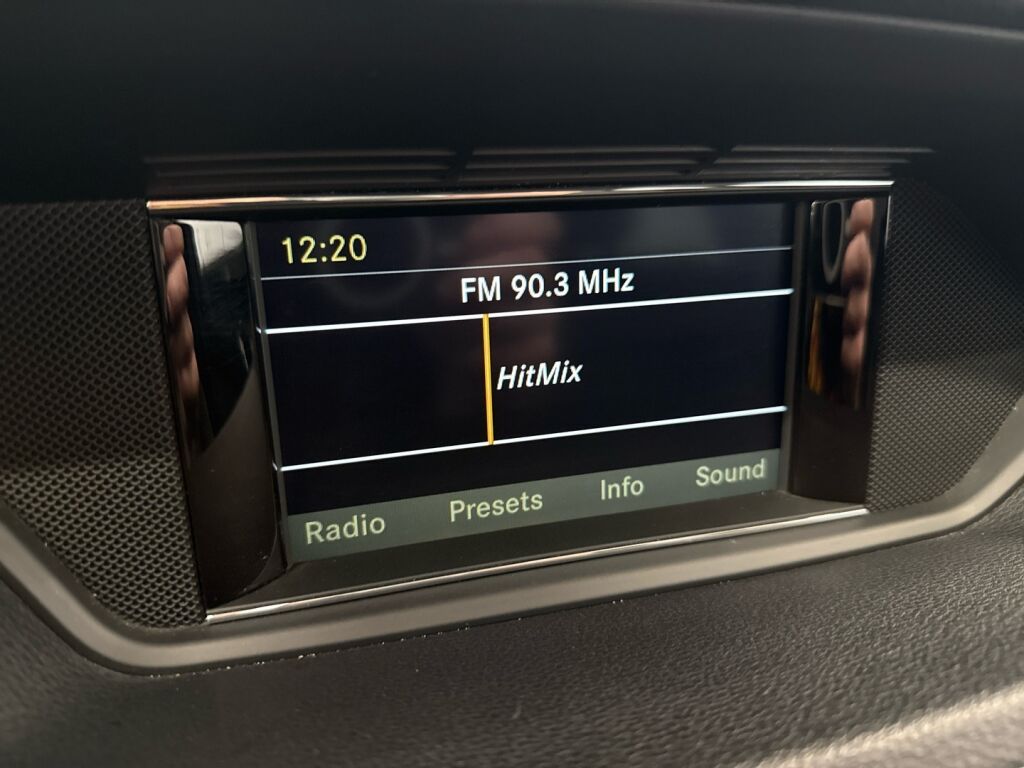 12:20
FM 90.3 MHz
HitMix
Radio Presets Info Sound